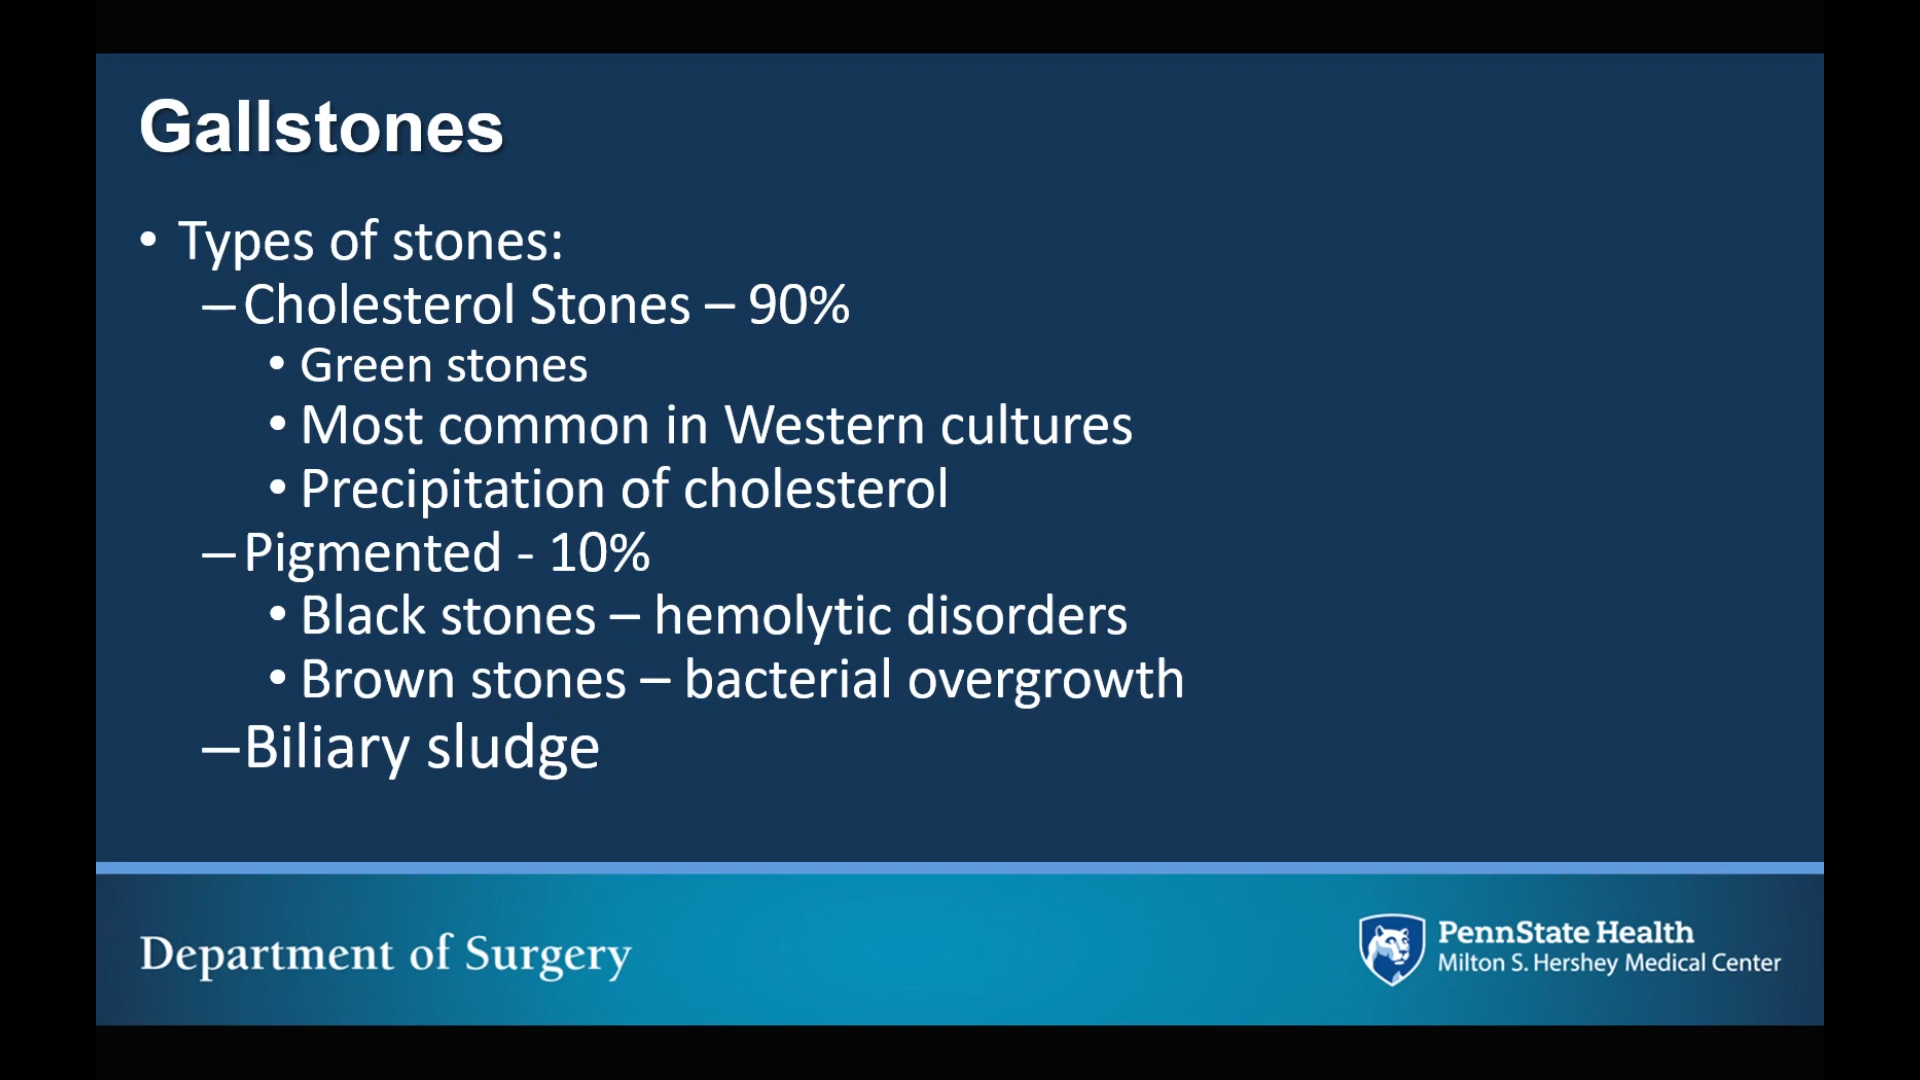 Gallstones
• Types of stones:
–Cholesterol Stones – 90%
• Green stones
• Most common in Western cultures
• Precipitation of cholesterol
–Pigmented - 10%
• Black stones – hemolytic disorders
• Brown stones – bacterial overgrowth
–Biliary sludge
Department of Surgery
PennState Health
Milton S. Hershey Medical Center